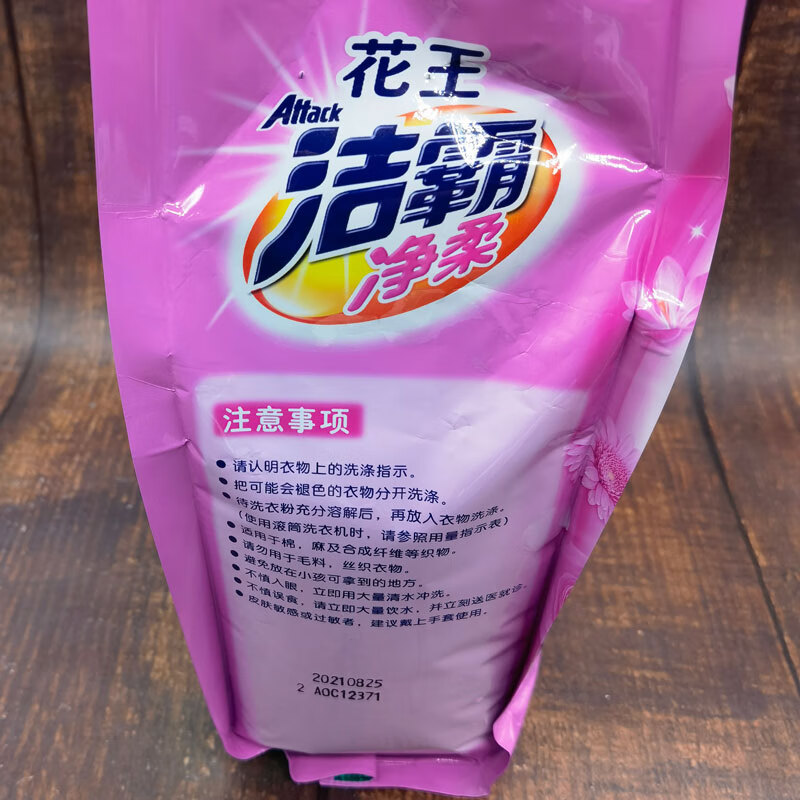 花王
Attack
洁霸
净柔
注意事项
● 请认明衣物上的洗涤指示。
● 把可能会褪色的衣物分开洗涤。
● 待洗衣粉充分溶解后，再放入衣物洗涤。
(使用滚筒洗衣机时，请参照用量指示表)
● 适用于棉，麻及合成纤维等织物。
● 请勿用于毛料，丝织衣物。
● 避免放在小孩可拿到的地方。
● 不慎入眼，立即用大量清水冲洗。
● 不慎误食，请立即大量饮水，并立刻送医就诊。
● 皮肤敏感或过敏者，建议戴上手套使用。
20210825
2 AOC12371